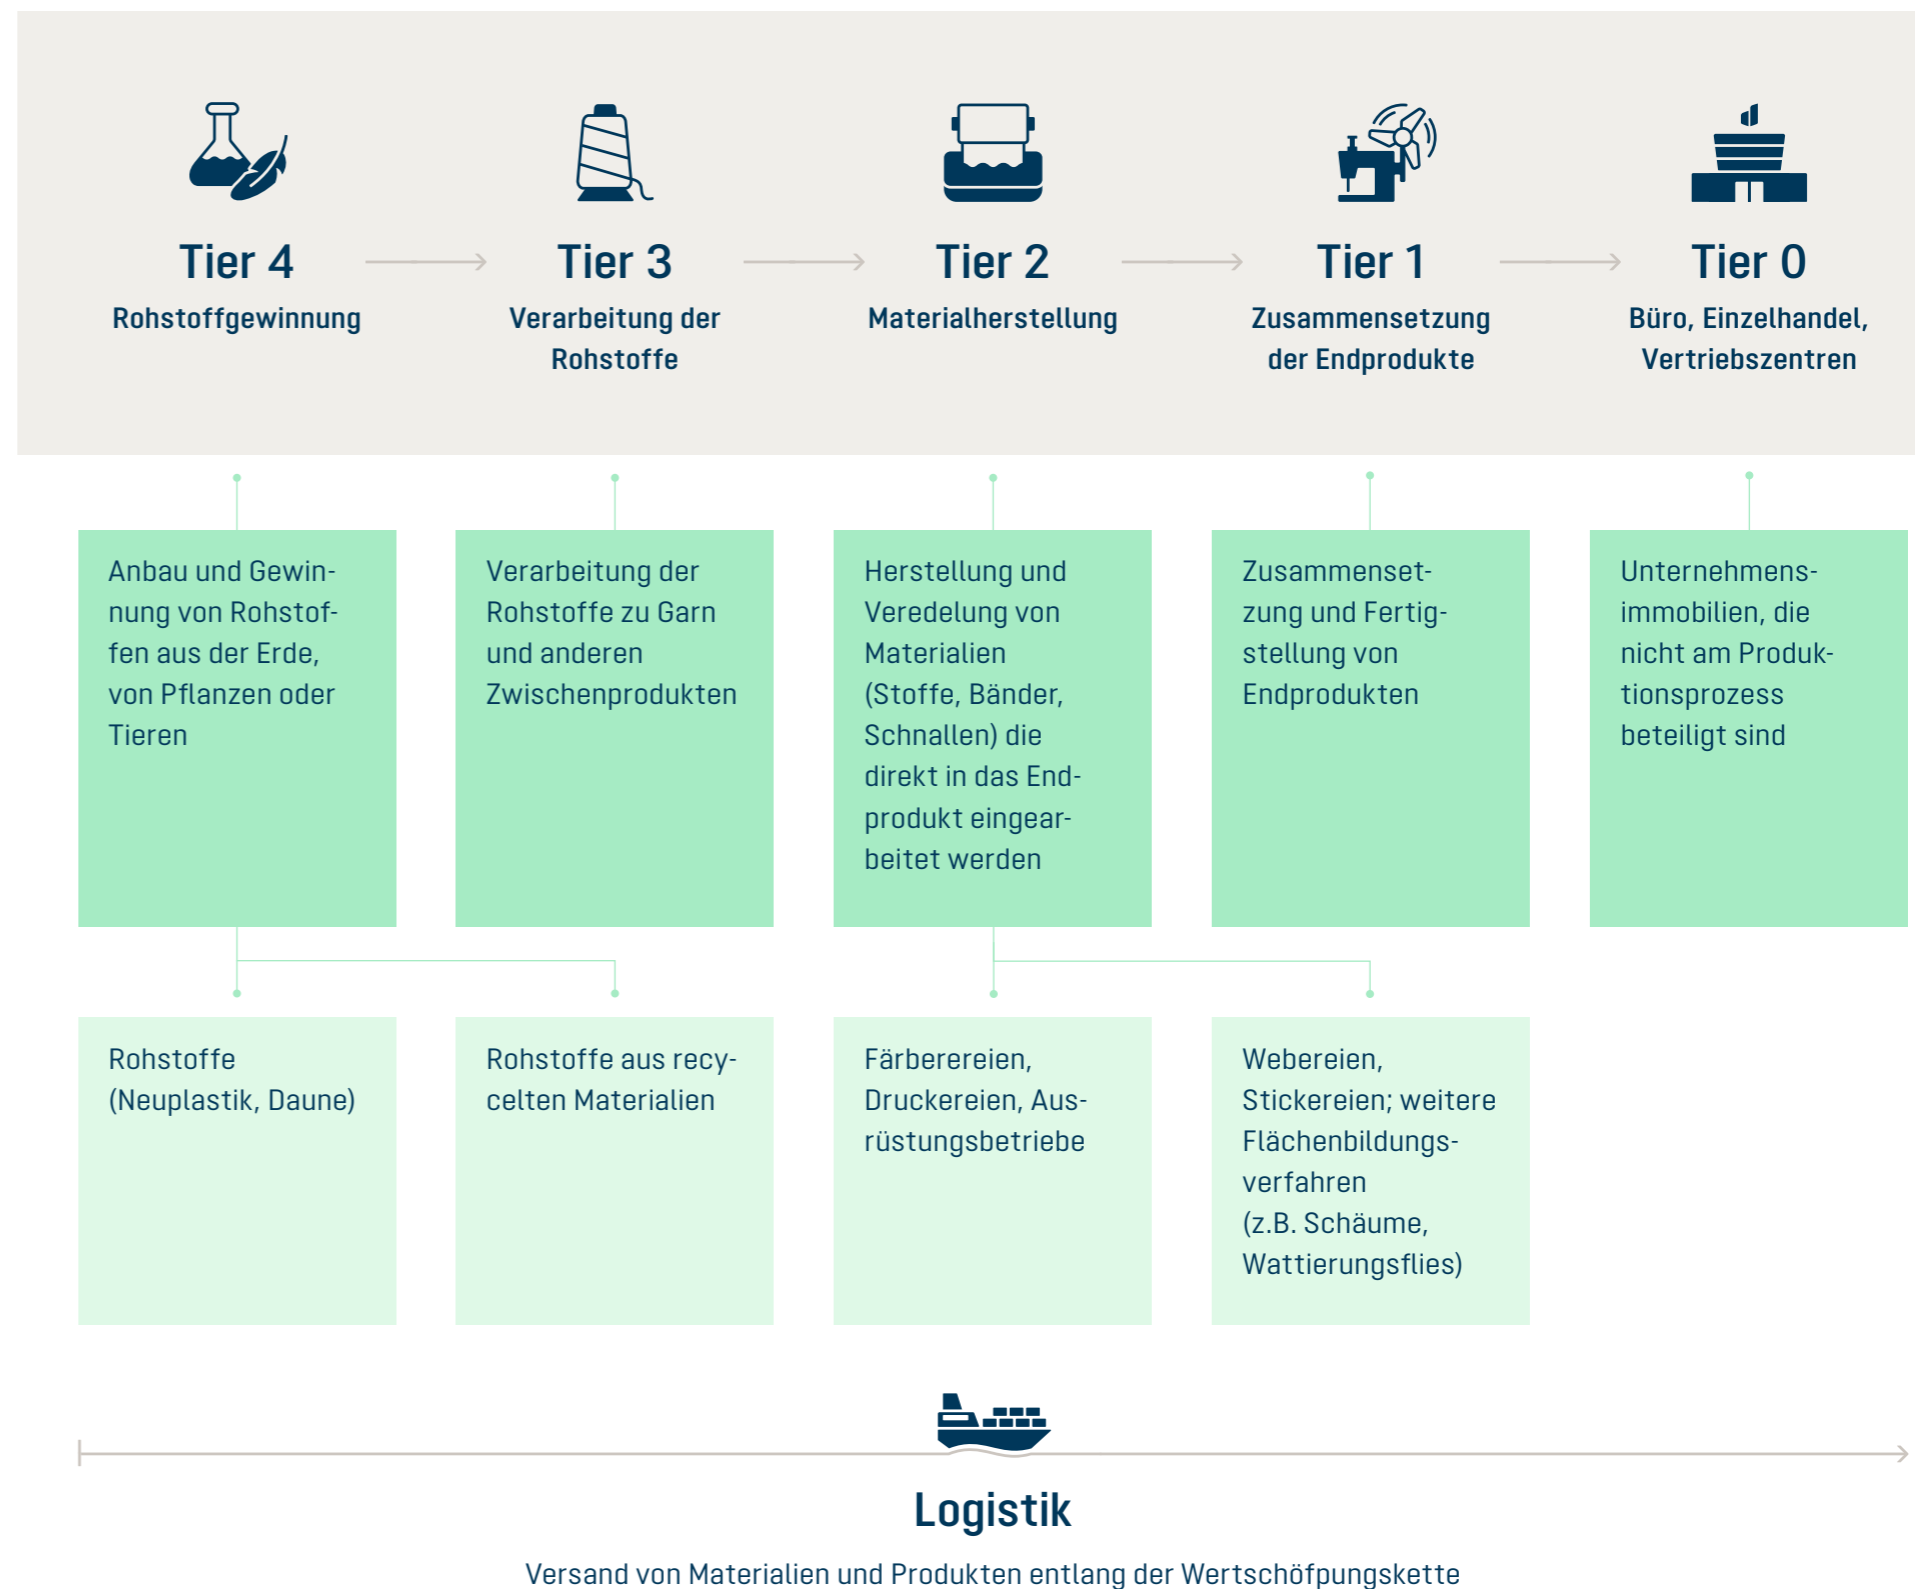 Tier 4
Rohstoffgewinnung
Tier 3
Verarbeitung der
Rohstoffe
Tier 2
Materialherstellung
Tier 1
Zusammensetzung
der Endprodukte
Tier 0
Büro, Einzelhandel,
Vertriebszentren
Anbau und Gewin-
nung von Rohstof-
fen aus der Erde,
von Pflanzen oder
Tieren
Verarbeitung der
Rohstoffe zu Garn
und anderen
Zwischenprodukten
Herstellung und
Veredelung von
Materialien
(Stoffe, Bänder,
Schnallen) die
direkt in das End-
produkt eingear-
beitet werden
Zusammenset-
zung und Fertig-
stellung von
Endprodukten
Unternehmens-
immobilien, die
nicht am Produk-
tionsprozess
beteiligt sind
Rohstoffe
(Neuplastik, Daune)
Rohstoffe aus recy-
celten Materialien
Färberereien,
Druckereien, Aus-
rüstungsbetriebe
Webereien,
Stickereien; weitere
Flächenbildungs-
verfahren
(z.B. Schäume,
Wattierungsflies)
Logistik
Versand von Materialien und Produkten entlang der Wertschöfpungskette